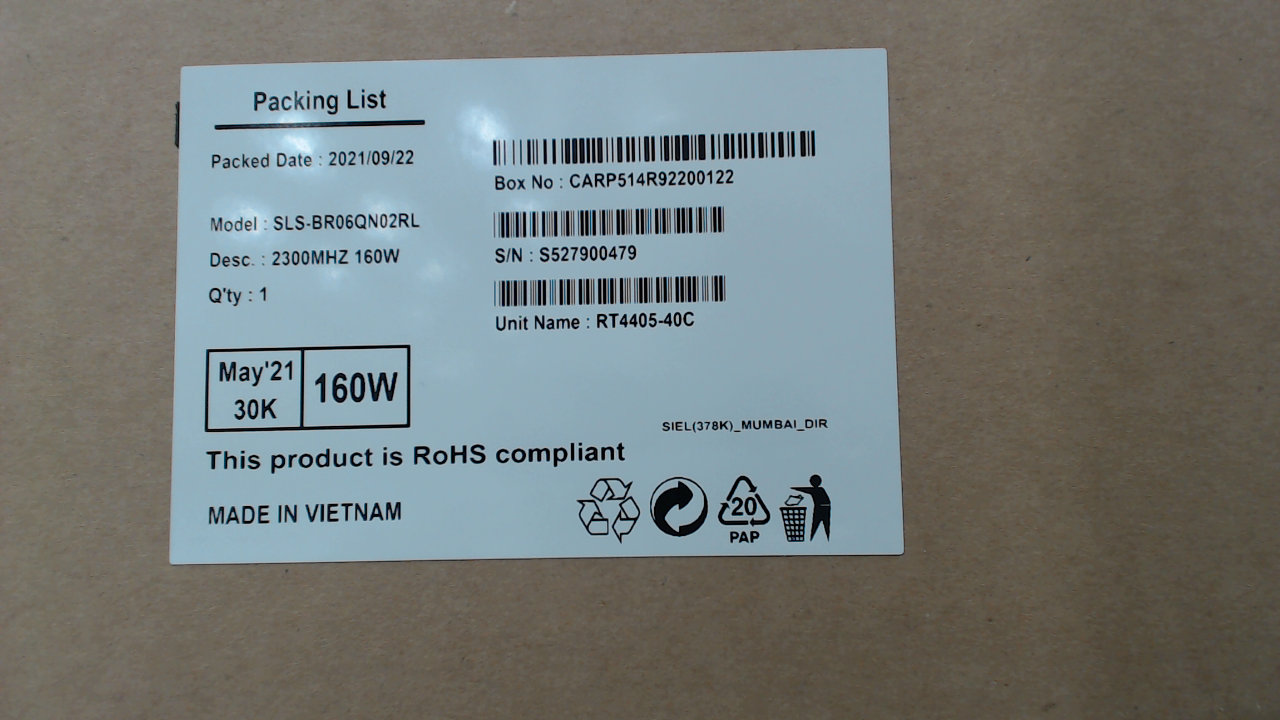 Packing List
Packed Date : 2021/09/22
Box No : CARP514R92200122
Model : SLS-BR06QN02RL
S/N : S527900479
Desc. : 2300MHZ 160W
Q'ty : 1
Unit Name : RT4405-40C
May'21
30K
160W
SIEL(378K)_MUMBAI_DIR
This product is RoHS compliant
MADE IN VIETNAM
20
PAP